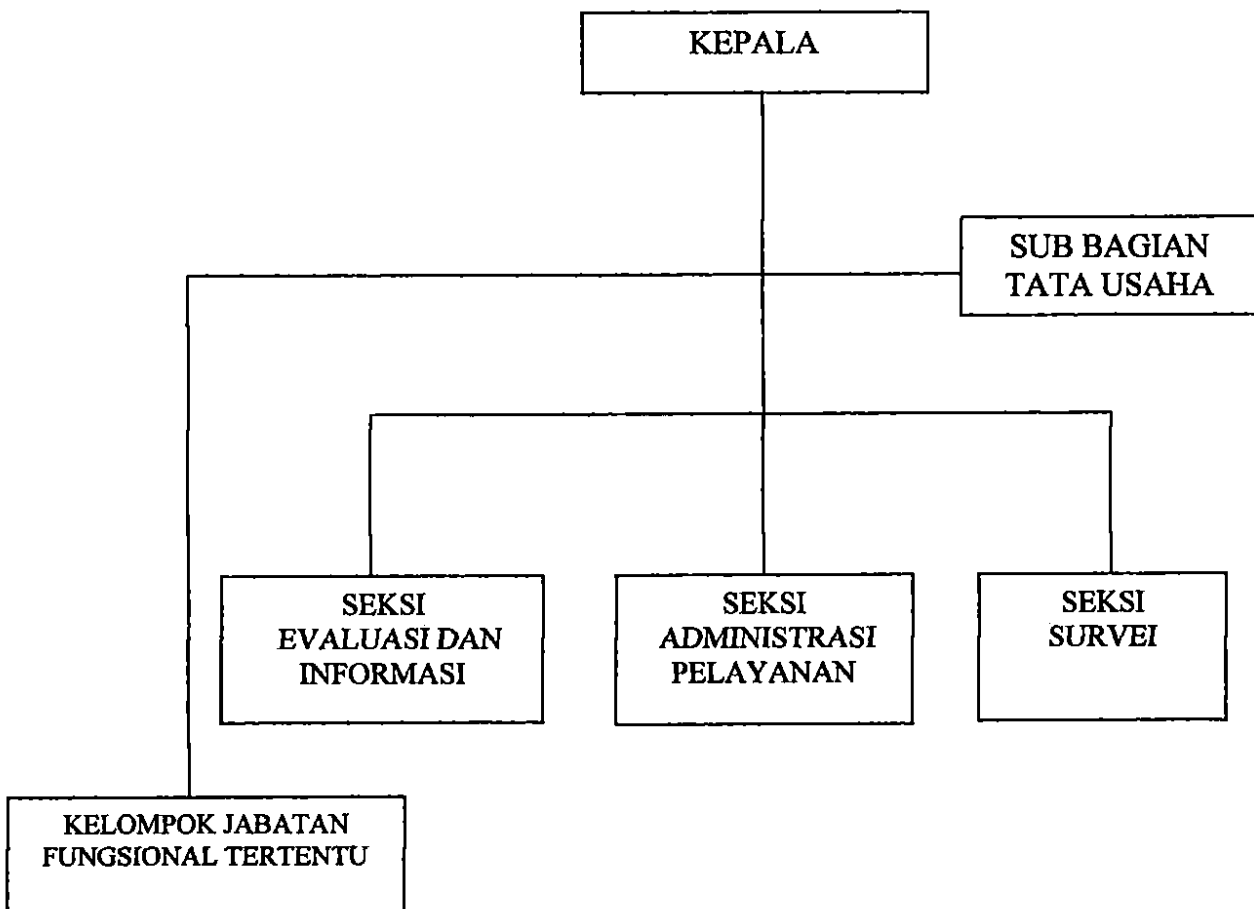 KEPALA
SUB BAGIAN
TATA USAHA
SEKSI
EVALUASI DAN
INFORMASI
SEKSI
ADMINISTRASI
PELAYANAN
SEKSI
SURVEI
KELOMPOK JABATAN
FUNGSIONAL TERTENTU